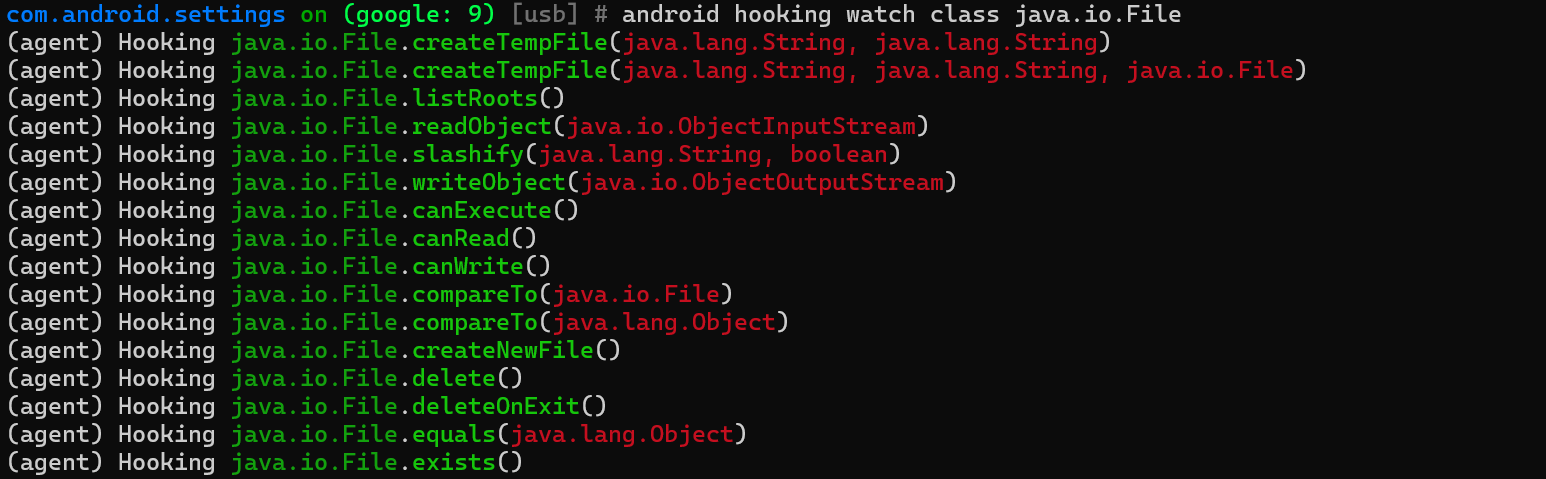 com.android.settings on (google: 9) [usb] # android hooking watch class java.io.File
(agent) Hooking java.io.File.createTempFile(java.lang.String, java.lang.String)
(agent) Hooking java.io.File.createTempFile(java.lang.String, java.lang.String, java.io.File)
(agent) Hooking java.io.File.listRoots()
(agent) Hooking java.io.File.readObject(java.io.ObjectInputStream)
(agent) Hooking java.io.File.slashify(java.lang.String, boolean)
(agent) Hooking java.io.File.writeObject(java.io.ObjectOutputStream)
(agent) Hooking java.io.File.canExecute()
(agent) Hooking java.io.File.canRead()
(agent) Hooking java.io.File.canWrite()
(agent) Hooking java.io.File.compareTo(java.io.File)
(agent) Hooking java.io.File.compareTo(java.lang.Object)
(agent) Hooking java.io.File.createNewFile()
(agent) Hooking java.io.File.delete()
(agent) Hooking java.io.File.deleteOnExit()
(agent) Hooking java.io.File.equals(java.lang.Object)
(agent) Hooking java.io.File.exists()